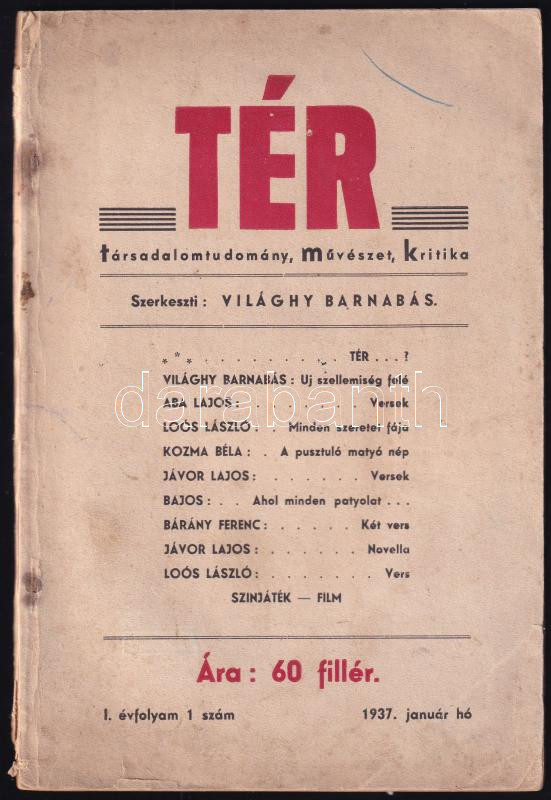 TÉR
társadalomtudomány, művészet, kritika
Szerkeszti: VILÁGHY BARNABÁS.
* * * . . . . . . . . . . TÉR . . . ?
VILÁGHY BARNABÁS: Uj szellemiség felé
ABA LAJOS: . . . . . . . Versek
LOÓS LÁSZLÓ: . Minden szeretet fája
KOZMA BÉLA: . A pusztuló matyó nép
JÁVOR LAJOS: . . . . . . Versek
BAJOS: . . Ahol minden patyolat . . .
BÁRÁNY FERENC: . . . . . Két vers
JÁVOR LAJOS: . . . . . . Novella
LOÓS LÁSZLÓ: . . . . . . . Vers
SZINJÁTÉK — FILM
Ára: 60 fillér.
I. évfolyam 1 szám 1937. január hó
darabanth